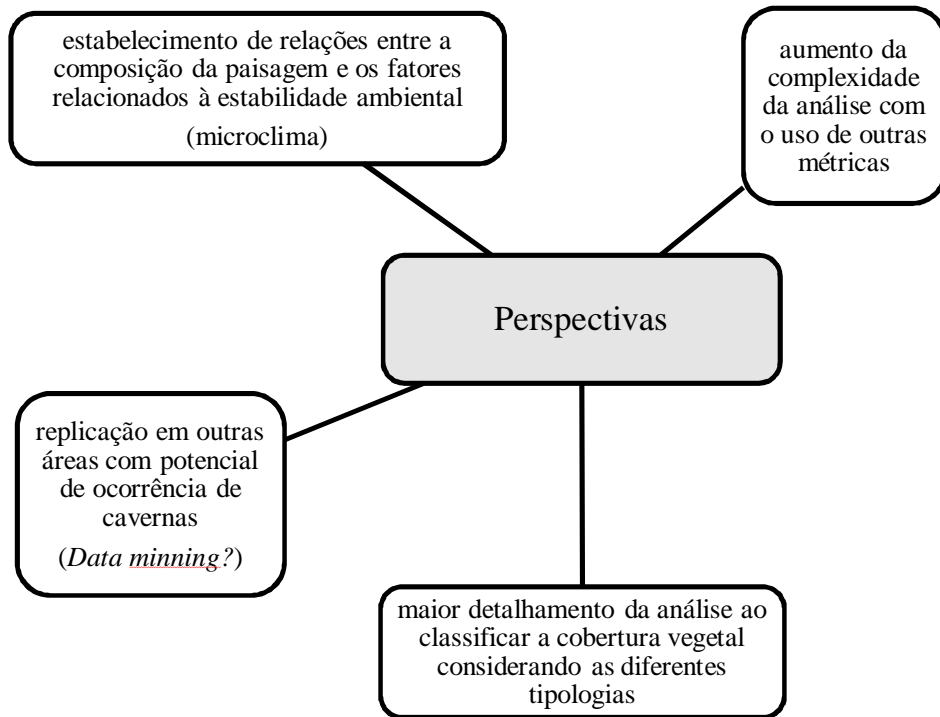 estabelecimento de relações entre a
composição da paisagem e os fatores
relacionados à estabilidade ambiental
(microclima)
aumento da
complexidade
da análise com
o uso de outras
métricas
Perspectivas
replicação em outras
áreas com potencial
de ocorrência de
cavernas
(Data minning?)
maior detalhamento da análise ao
classificar a cobertura vegetal
considerando as diferentes
tipologias